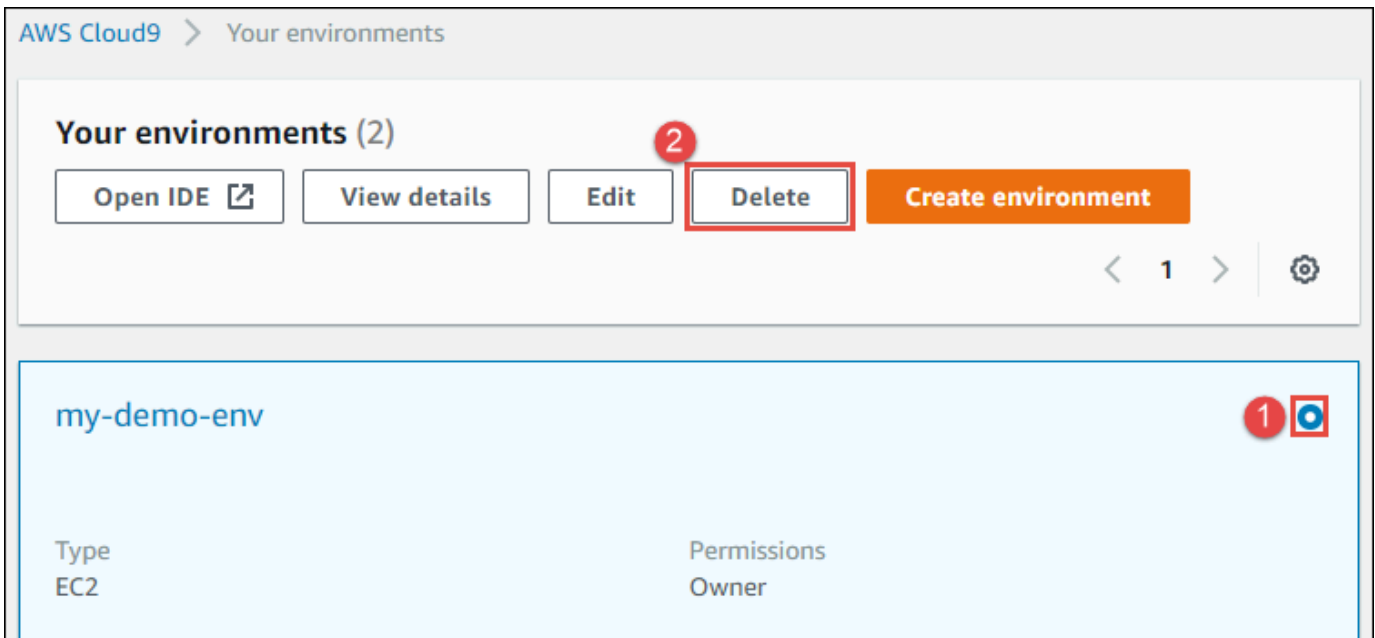 AWS Cloud9 > Your environments
Your environments (2)
2
Open IDE View details Edit Delete Create environment
< 1 >
my-demo-env
1
Type Permissions
EC2 Owner